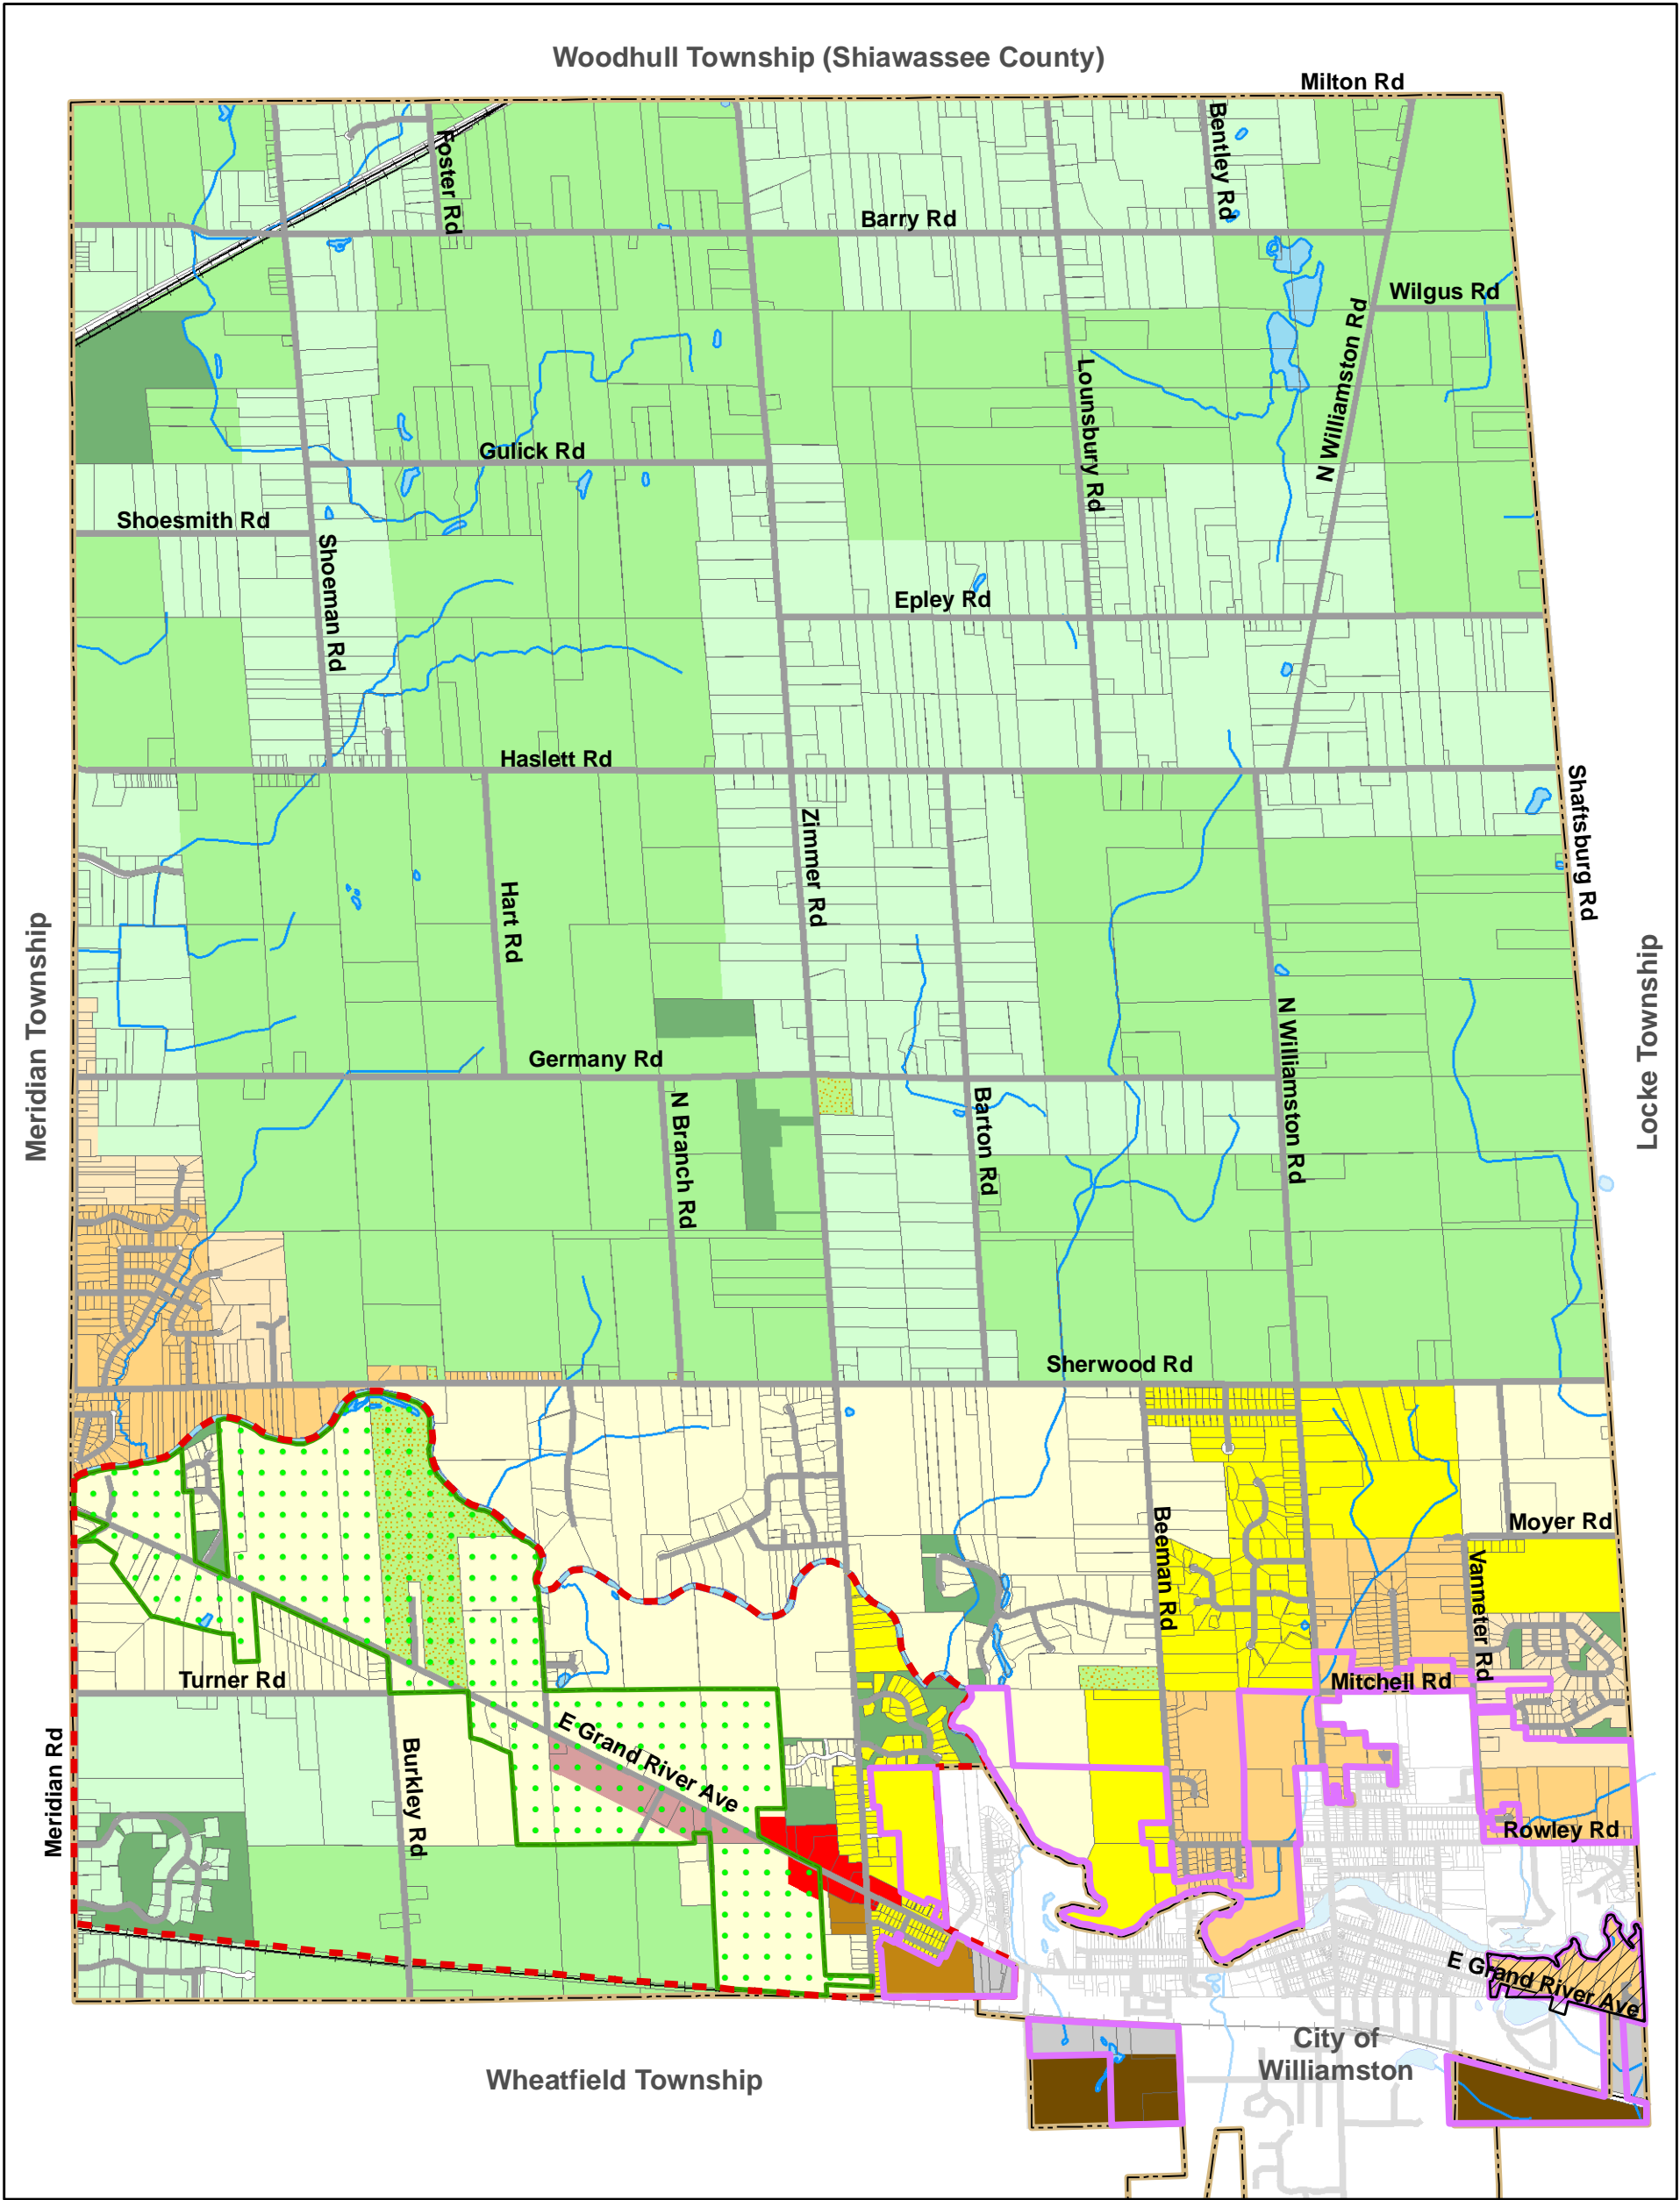 Woodhull Township (Shiawassee County)
Milton Rd
Foster Rd
Bentley Rd
Barry Rd
Wilgus Rd
N Williamston Rd
Lounsbury Rd
Gulick Rd
Shoesmith Rd
Shoeman Rd
Epley Rd
Haslett Rd
Shaftsburg Rd
Zimmer Rd
Hart Rd
Meridian Township
Locke Township
N Williamston Rd
Germany Rd
N Branch Rd
Barton Rd
Sherwood Rd
Beeman Rd
Moyer Rd
Vanmeter Rd
Turner Rd
Mitchell Rd
E Grand River Ave
Meridian Rd
Burkley Rd
Rowley Rd
E Grand River Ave
City of
Williamston
Wheatfield Township